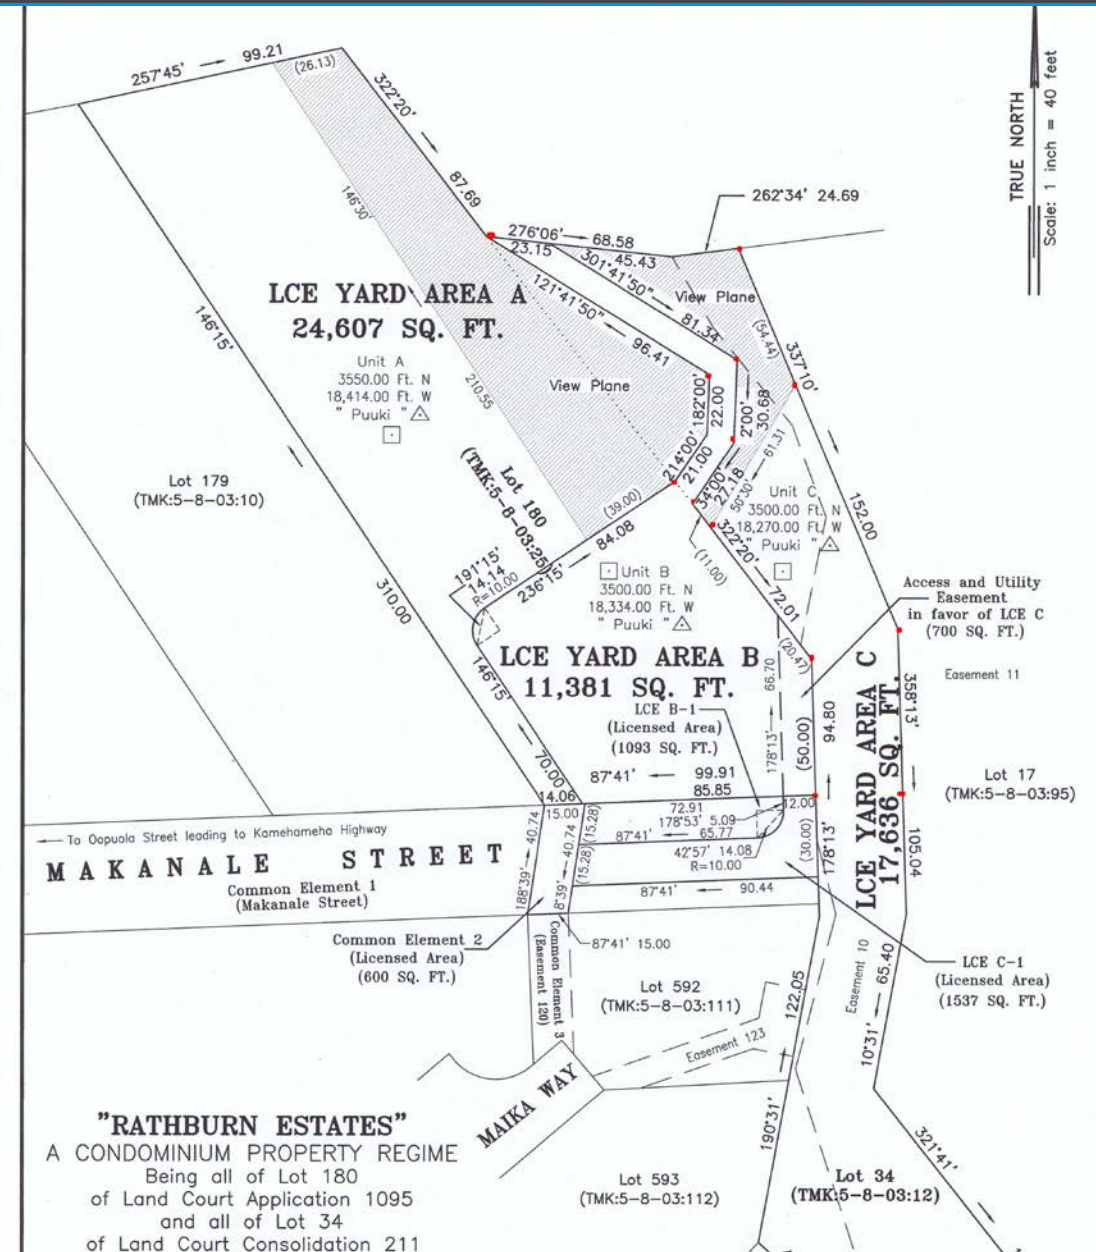 257°45' 99.21
(26.13)
322°20'
87.69
TRUE NORTH
Scale: 1 inch = 40 feet
262°34' 24.69
276°06' 68.58
23.15
45.43
301°41'50"
81.34
121°41'50"
96.41
View Plane
(54.44)
337°10'
146°30'
LCE YARD AREA A
24,607 SQ. FT.
Unit A
3550.00 Ft. N
18,414.00 Ft. W
" Puuki "
210.55
View Plane
182°00'
22.00
2°00'
30.68
214°00'
21.00
34°00'
27.18
61.31
50°30'
152.00
146°15'
310.00
Lot 179
(TMK:5-8-03:10)
Lot 180
(TMK:5-8-03:25)
(39.00)
84.08
236°15'
191°15'
14.14
R=10.00
(11.00)
322°20'
72.01
Unit C
3500.00 Ft. N
18,270.00 Ft. W
" Puuki "
Unit B
3500.00 Ft. N
18,334.00 Ft. W
" Puuki "
Access and Utility
Easement
in favor of LCE C
(700 SQ. FT.)
(20.47)
LCE YARD AREA B
11,381 SQ. FT.
LCE B-1
(Licensed Area)
(1093 SQ. FT.)
66.70
178°13'
(50.00)
94.80
LCE YARD AREA C
17,636 SQ. FT.
358°13'
105.04
Easement 11
Lot 17
(TMK:5-8-03:95)
146°15'
70.00
87°41' 99.91
85.85
14.06
15.00
72.91
12.00
178°53' 5.09
87°41' 65.77
42°57' 14.08
R=10.00
(15.28)
(15.28)
(30.00)
178°13'
87°41' 90.44
188°39' 40.74
8°39' 40.74
To Oopuola Street leading to Kamehameha Highway
MAKANALE STREET
Common Element 1
(Makanale Street)
Common Element 2
(Licensed Area)
(600 SQ. FT.)
Common Element 3
(Easement 120)
87°41' 15.00
Lot 592
(TMK:5-8-03:111)
122.05
Easement 10
65.40
10°31'
LCE C-1
(Licensed Area)
(1537 SQ. FT.)
Easement 123
MAIKA WAY
190°31'
321°41'
"RATHBURN ESTATES"
A CONDOMINIUM PROPERTY REGIME
Being all of Lot 180
of Land Court Application 1095
and all of Lot 34
of Land Court Consolidation 211
Lot 593
(TMK:5-8-03:112)
Lot 34
(TMK:5-8-03:12)